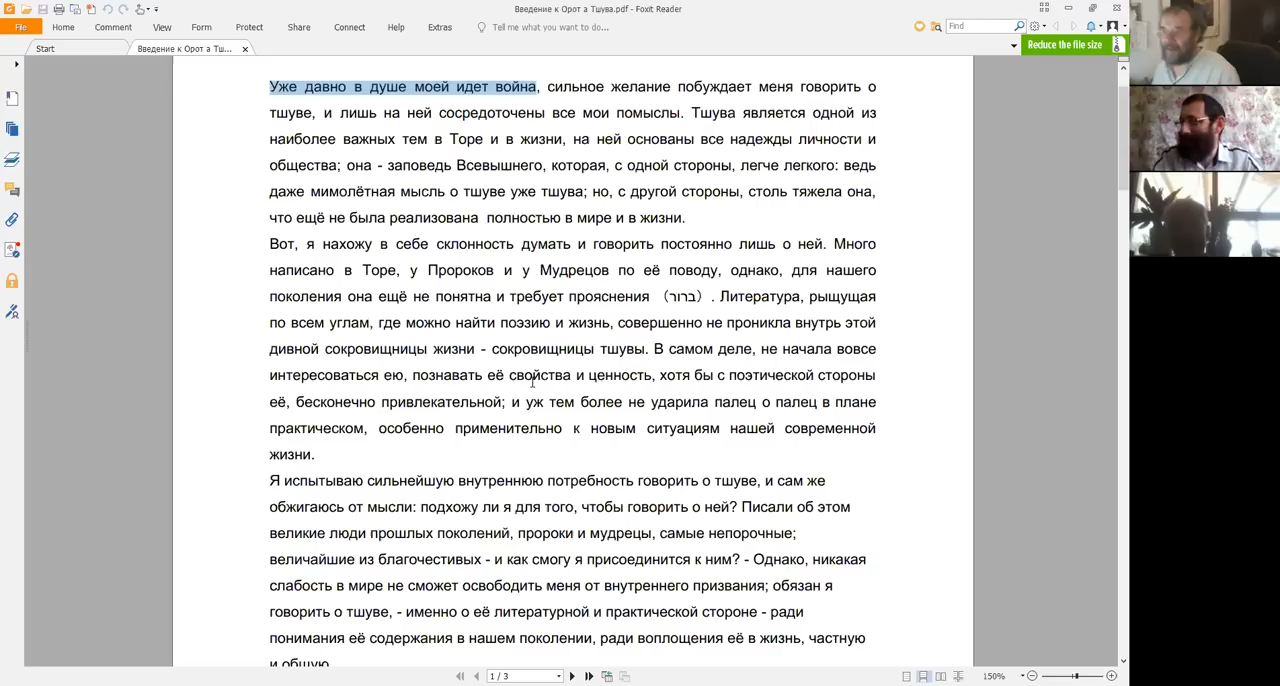 Введение к Орот а Тшува.pdf - Foxit Reader
File Home Comment View Form Protect Share Connect Help Extras Tell me what you want to do... Find
Start Введение к Орот а Тш... Reduce the file size
Уже давно в душе моей идет война, сильное желание побуждает меня говорить о
тшуве, и лишь на ней сосредоточены все мои помыслы. Тшува является одной из
наиболее важных тем в Торе и в жизни, на ней основаны все надежды личности и
общества; она - заповедь Всевышнего, которая, с одной стороны, легче легкого: ведь
даже мимолётная мысль о тшуве уже тшува; но, с другой стороны, столь тяжела она,
что ещё не была реализована полностью в мире и в жизни.
Вот, я нахожу в себе склонность думать и говорить постоянно лишь о ней. Много
написано в Торе, у Пророков и у Мудрецов по её поводу, однако, для нашего
поколения она ещё не понятна и требует прояснения (ברור) . Литература, рыщущая
по всем углам, где можно найти поэзию и жизнь, совершенно не проникла внутрь этой
дивной сокровищницы жизни - сокровищницы тшувы. В самом деле, не начала вовсе
интересоваться ею, познавать её свойства и ценность, хотя бы с поэтической стороны
её, бесконечно привлекательной; и уж тем более не ударила палец о палец в плане
практическом, особенно применительно к новым ситуациям нашей современной
жизни.
Я испытываю сильнейшую внутреннюю потребность говорить о тшуве, и сам же
обжигаюсь от мысли: подхожу ли я для того, чтобы говорить о ней? Писали об этом
великие люди прошлых поколений, пророки и мудрецы, самые непорочные;
величайшие из благочестивых - и как смогу я присоединится к ним? - Однако, никакая
слабость в мире не сможет освободить меня от внутреннего призвания; обязан я
говорить о тшуве, - именно о её литературной и практической стороне - ради
понимания её содержания в нашем поколении, ради воплощения её в жизнь, частную
и общую.
1 / 3 150%